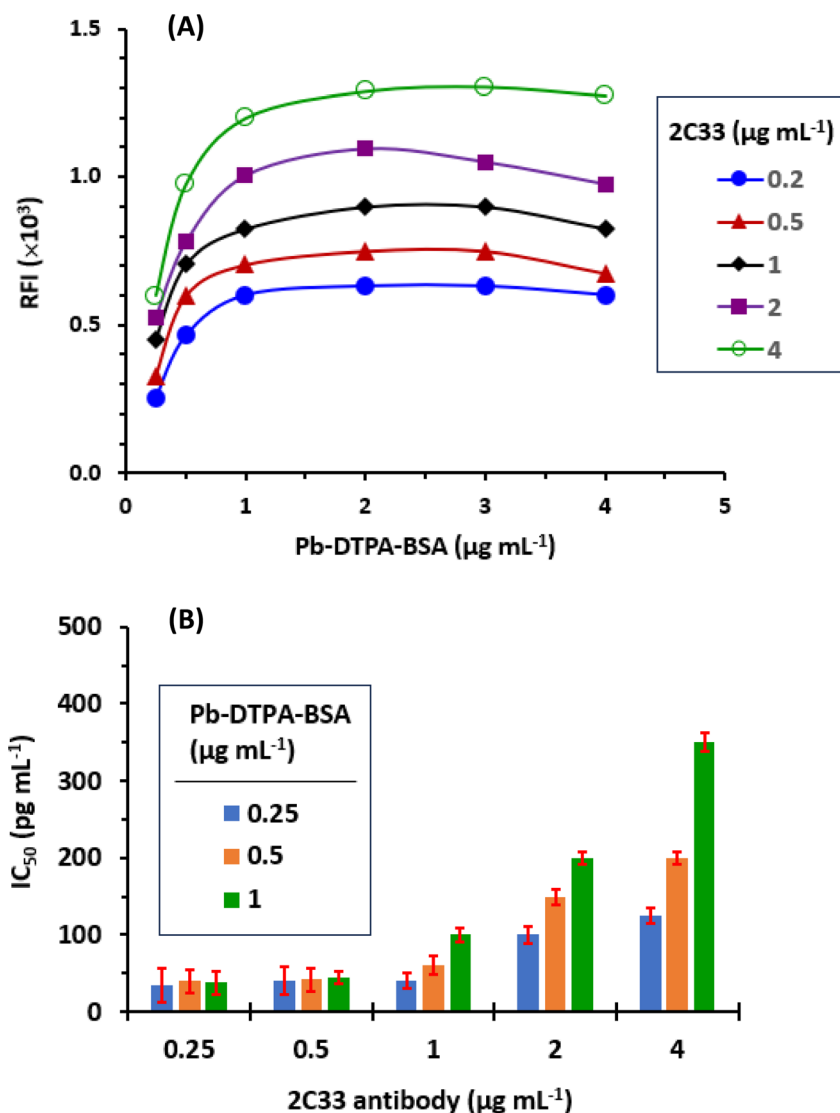 (A)
1.5
1.0
0.5
0.0
RFI (×10³)
0 1 2 3 4 5
Pb-DTPA-BSA (µg mL⁻¹)
2C33 (µg mL⁻¹)
0.2
0.5
1
2
4
(B)
500
400
300
200
100
0
IC₅₀ (pg mL⁻¹)
Pb-DTPA-BSA
(µg mL⁻¹)
0.25
0.5
1
0.25 0.5 1 2 4
2C33 antibody (µg mL⁻¹)